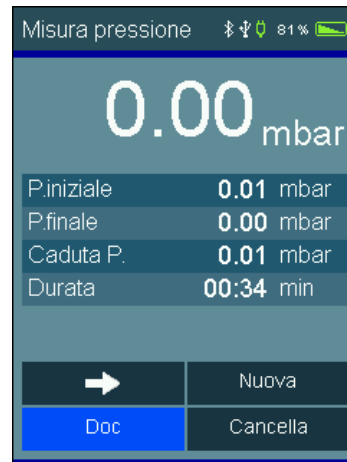 Misura pressione 81%
0.00 mbar
P.iniziale 0.01 mbar
P.finale 0.00 mbar
Caduta P. 0.01 mbar
Durata 00:34 min
Nuova
Doc Cancella